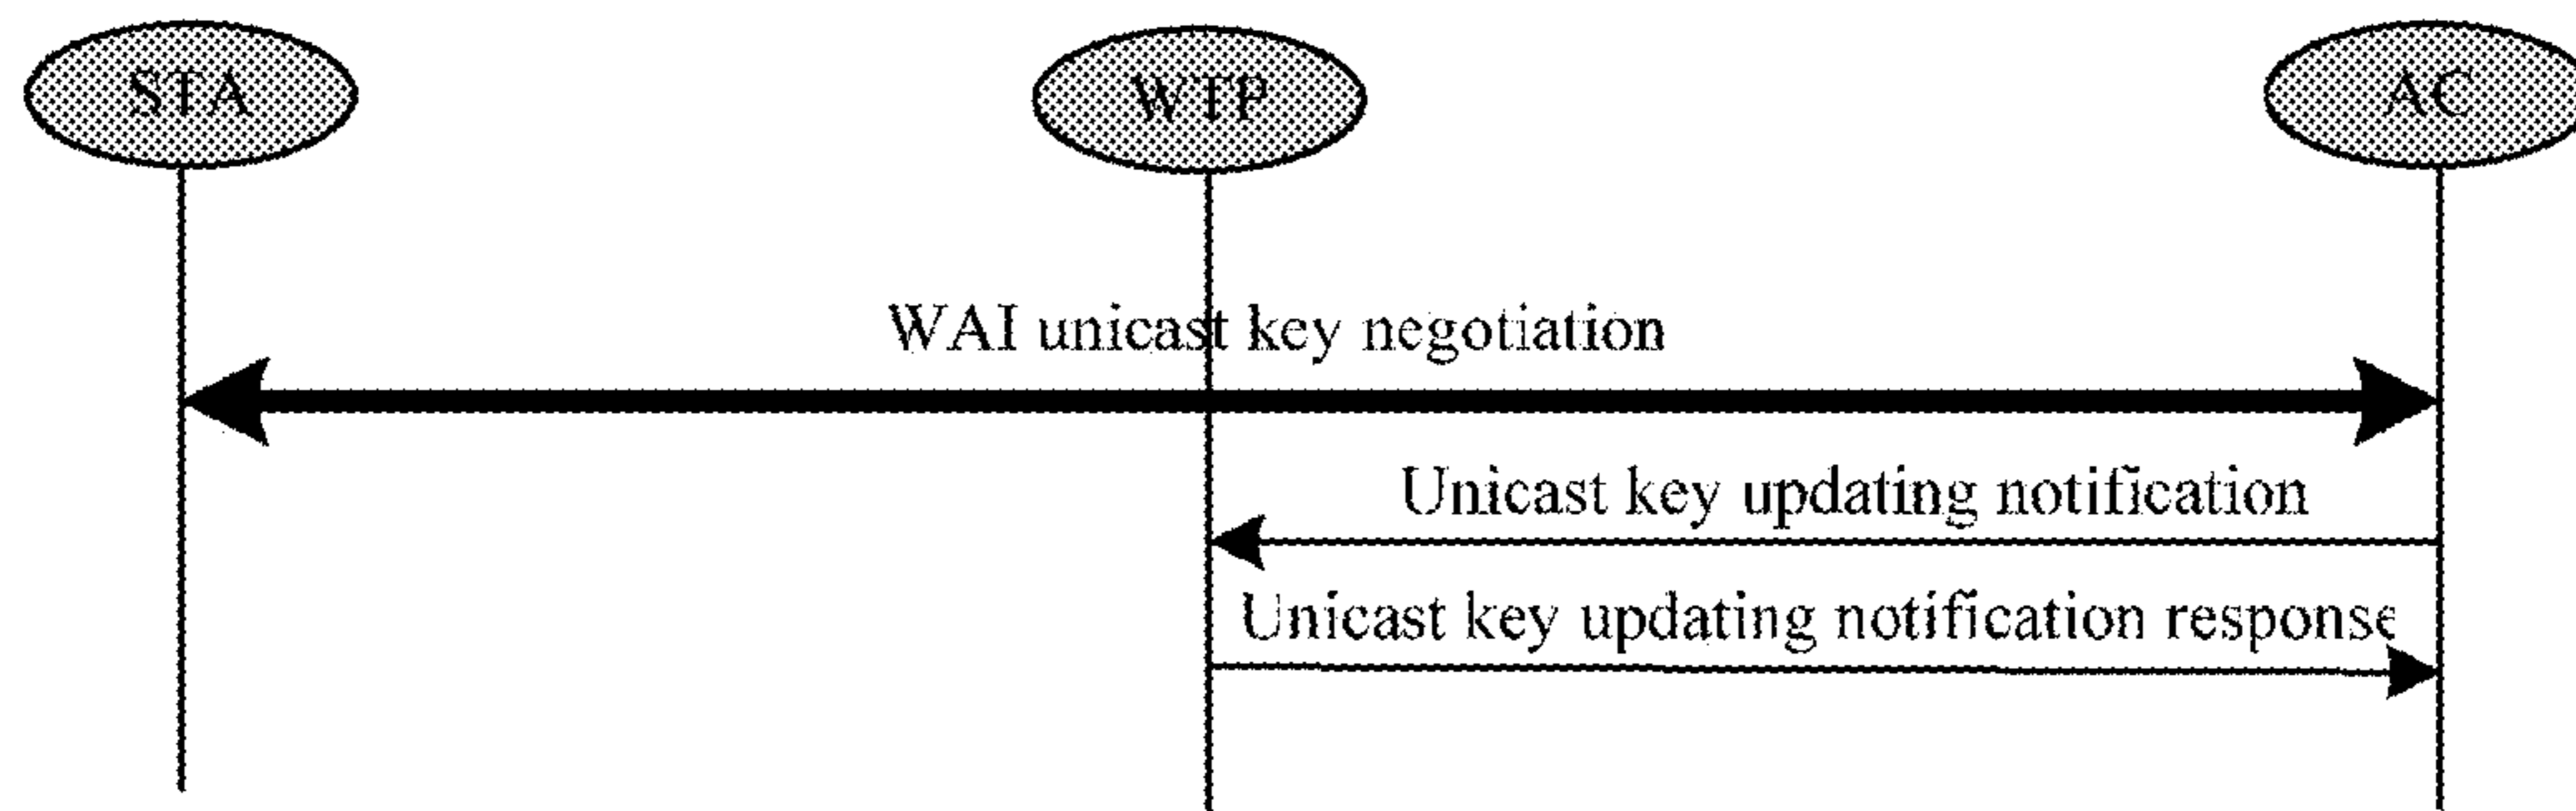 STA
WTP
AC
WAI unicast key negotiation
Unicast key updating notification
Unicast key updating notification response